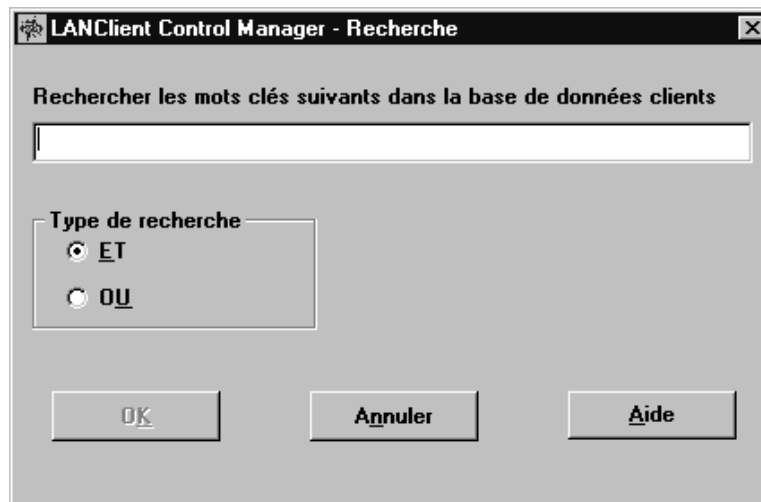 LANClient Control Manager - Recherche
Rechercher les mots clés suivants dans la base de données clients
Type de recherche
ET
OU
OK Annuler Aide